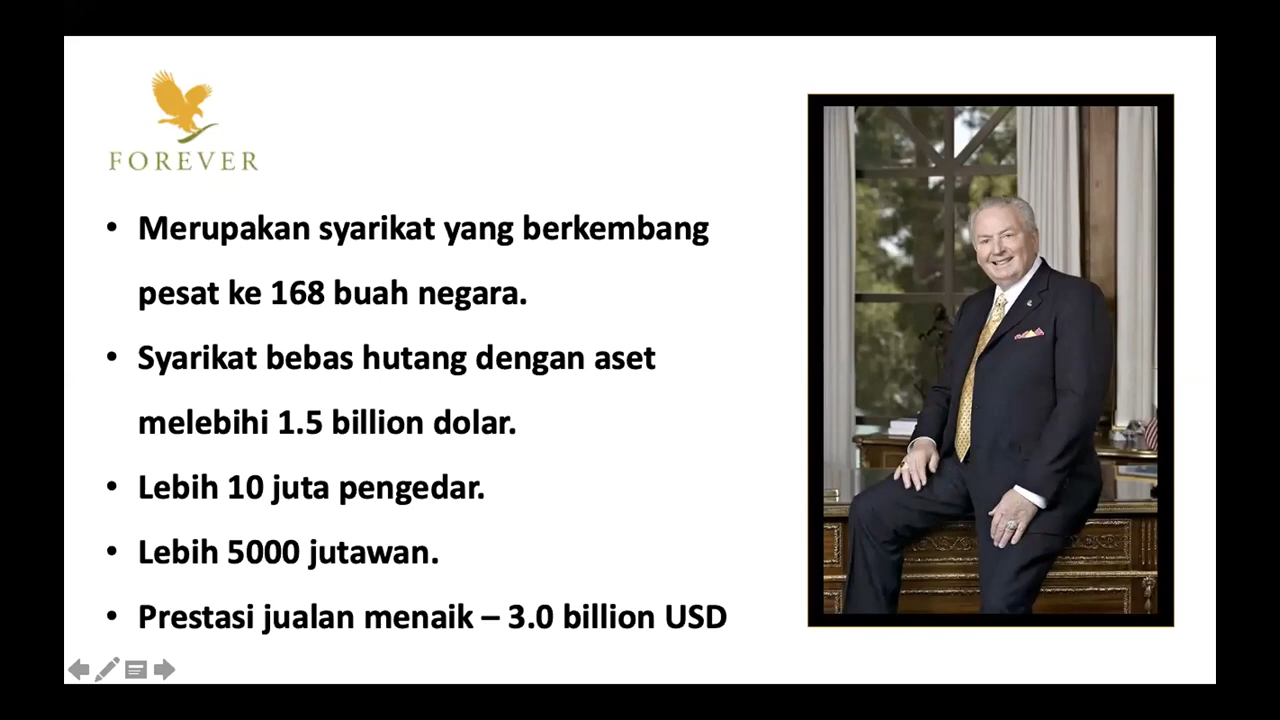 FOREVER
• Merupakan syarikat yang berkembang
pesat ke 168 buah negara.
• Syarikat bebas hutang dengan aset
melebihi 1.5 billion dolar.
• Lebih 10 juta pengedar.
• Lebih 5000 jutawan.
• Prestasi jualan menaik – 3.0 billion USD